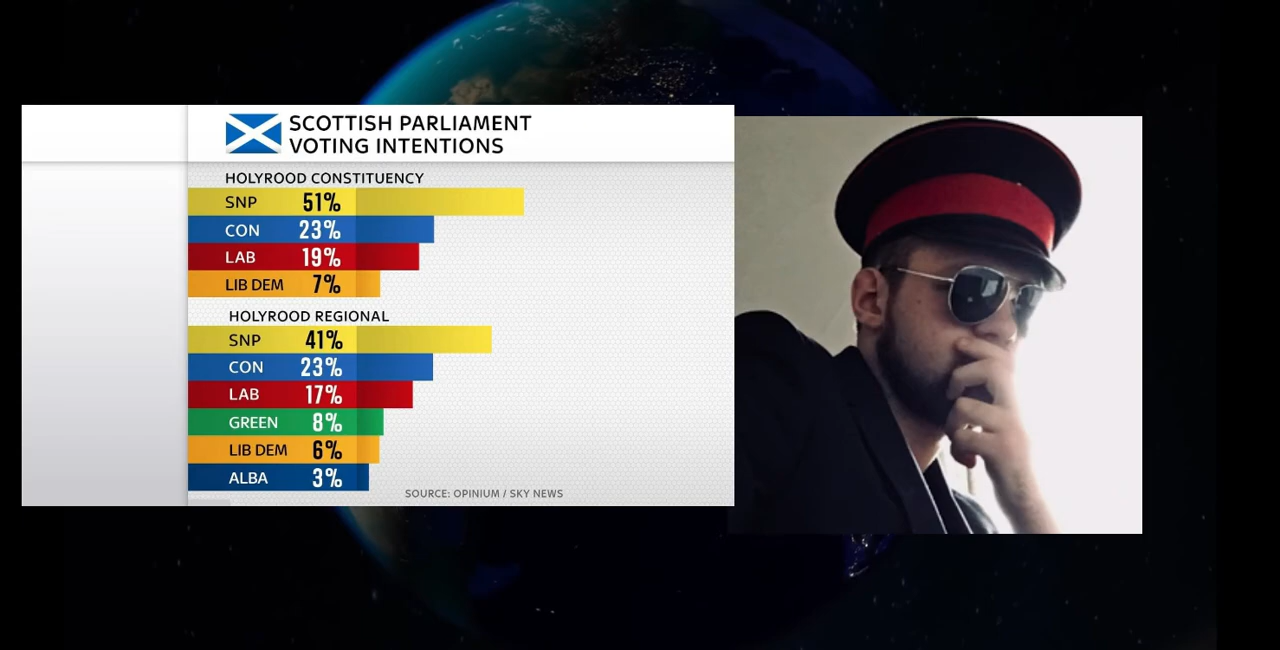 SCOTTISH PARLIAMENT
VOTING INTENTIONS
HOLYROOD CONSTITUENCY
SNP 51%
CON 23%
LAB 19%
LIB DEM 7%
HOLYROOD REGIONAL
SNP 41%
CON 23%
LAB 17%
GREEN 8%
LIB DEM 6%
ALBA 3%
SOURCE: OPINIUM / SKY NEWS